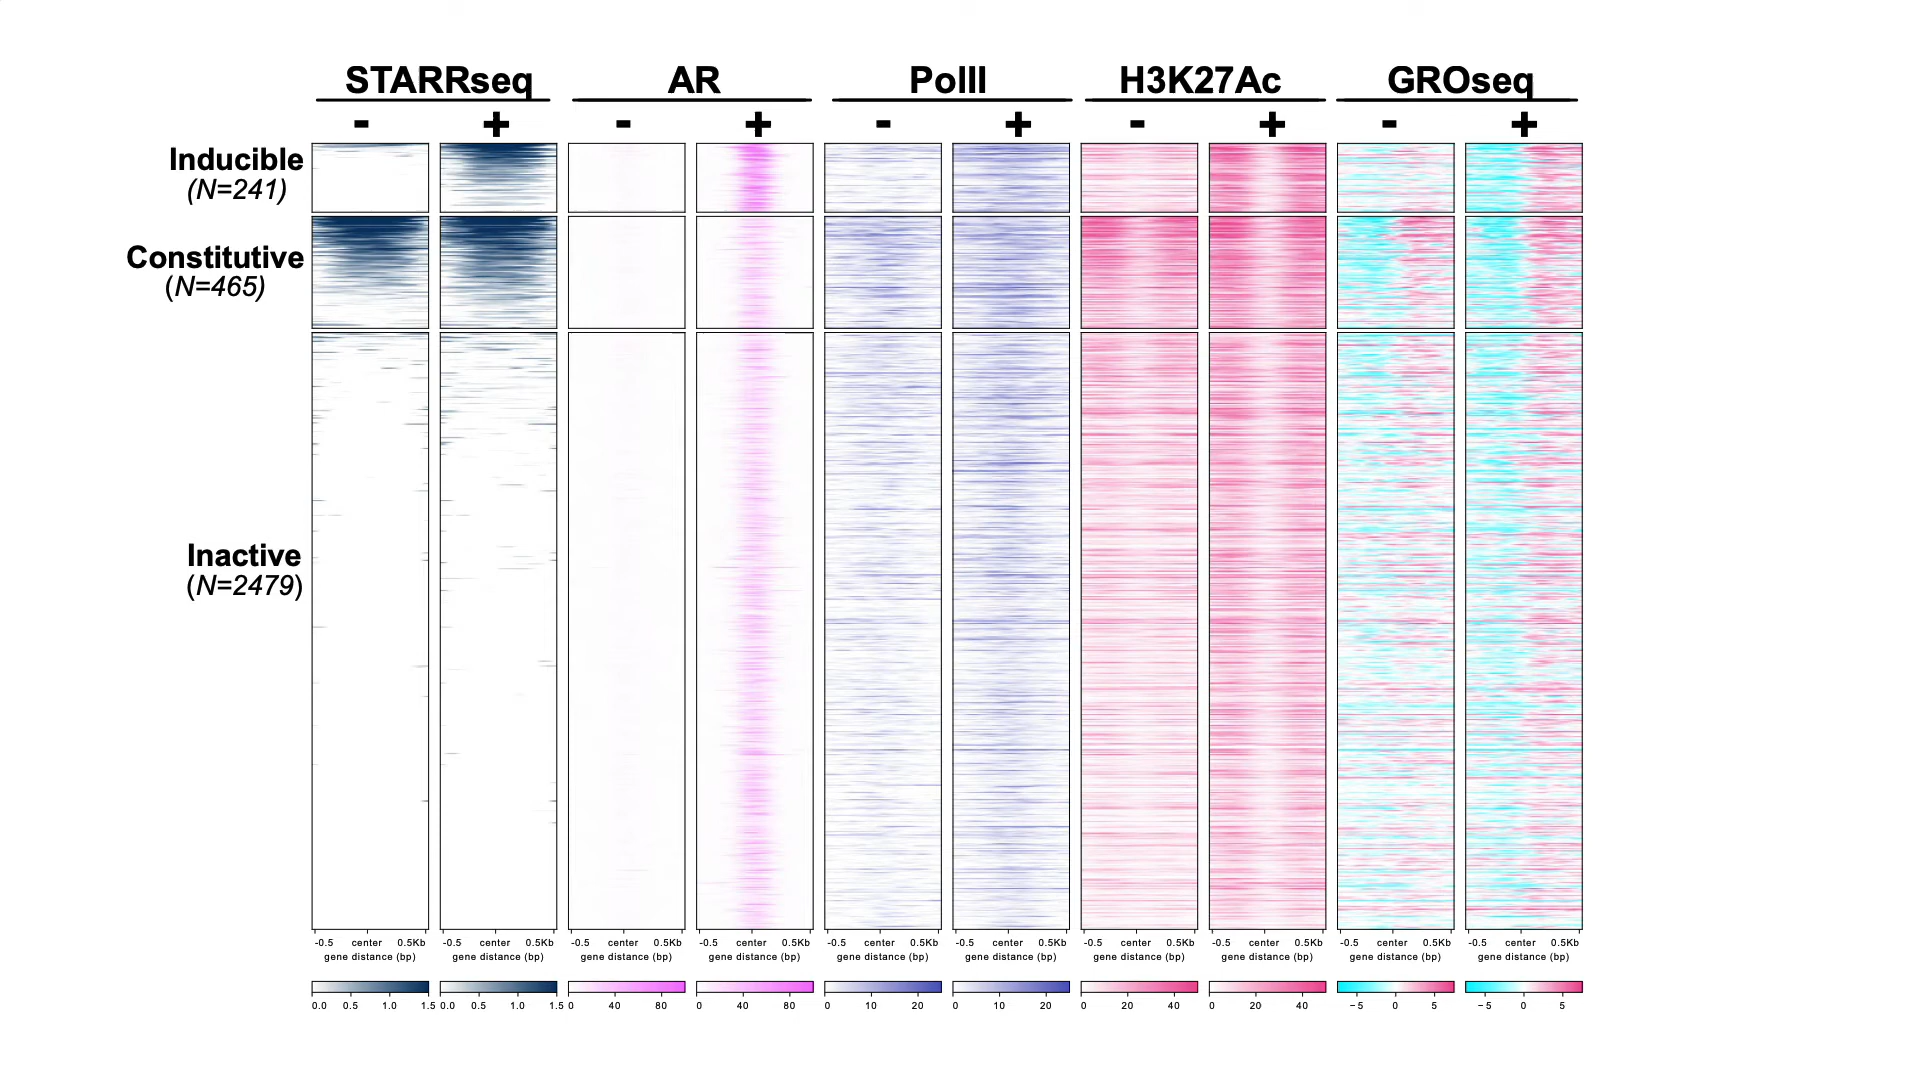 STARRseq AR PolII H3K27Ac GROseq
- + - + - + - + - +
Inducible
(N=241)
Constitutive
(N=465)
Inactive
(N=2479)
-0.5 center 0.5Kb -0.5 center 0.5Kb -0.5 center 0.5Kb -0.5 center 0.5Kb -0.5 center 0.5Kb -0.5 center 0.5Kb -0.5 center 0.5Kb -0.5 center 0.5Kb -0.5 center 0.5Kb -0.5 center 0.5Kb
gene distance (bp) gene distance (bp) gene distance (bp) gene distance (bp) gene distance (bp) gene distance (bp) gene distance (bp) gene distance (bp) gene distance (bp) gene distance (bp)
0.0 0.5 1.0 1.5 0.0 0.5 1.0 1.5 0 40 80 0 40 80 0 10 20 0 10 20 0 20 40 0 20 40 −5 0 5 −5 0 5